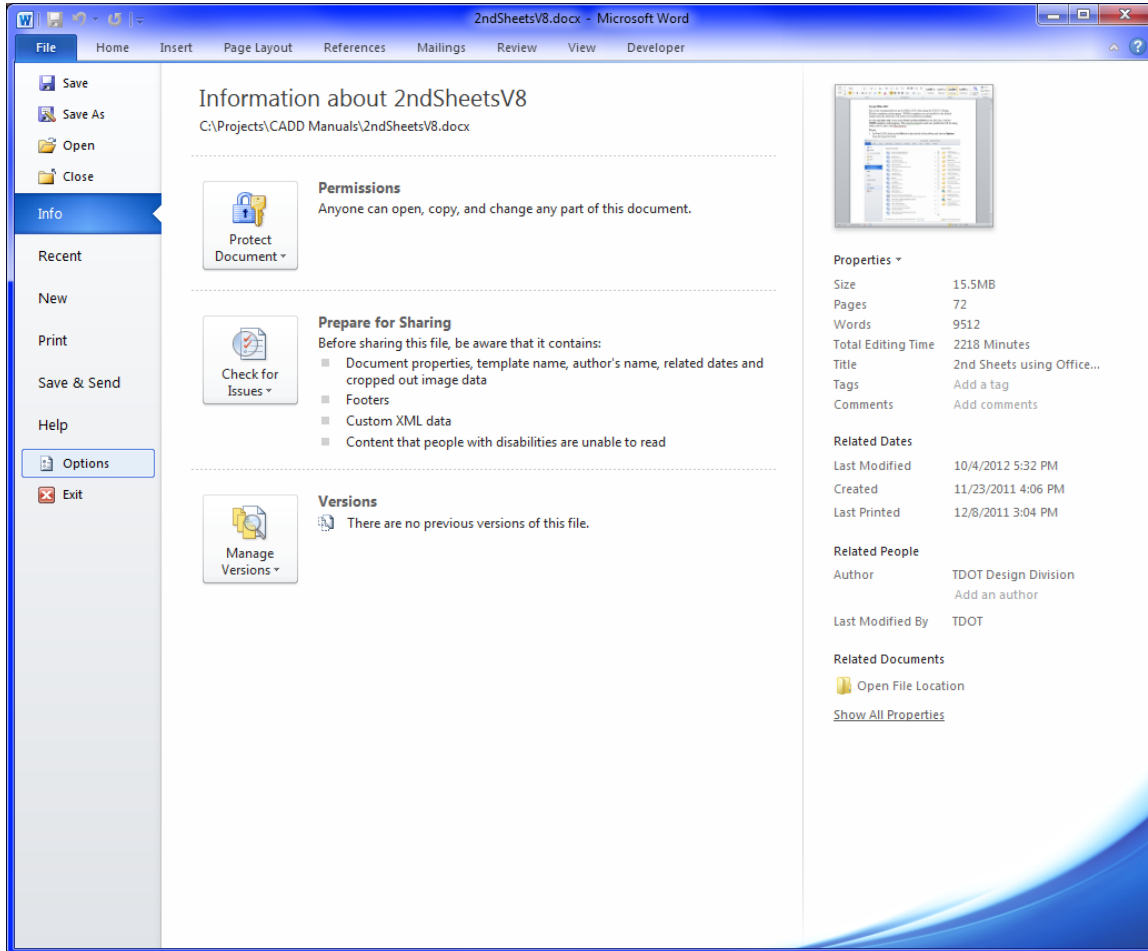 2ndSheetsV8.docx - Microsoft Word
File Home Insert Page Layout References Mailings Review View Developer
Save
Save As
Open
Close
Info
Recent
New
Print
Save & Send
Help
Options
Exit
Information about 2ndSheetsV8
C:\Projects\CADD Manuals\2ndSheetsV8.docx
Protect
Document
Permissions
Anyone can open, copy, and change any part of this document.
Check for
Issues
Prepare for Sharing
Before sharing this file, be aware that it contains:
Document properties, template name, author's name, related dates and
cropped out image data
Footers
Custom XML data
Content that people with disabilities are unable to read
Manage
Versions
Versions
There are no previous versions of this file.
Properties
Size 15.5MB
Pages 72
Words 9512
Total Editing Time 2218 Minutes
Title 2nd Sheets using Office...
Tags Add a tag
Comments Add comments
Related Dates
Last Modified 10/4/2012 5:32 PM
Created 11/23/2011 4:06 PM
Last Printed 12/8/2011 3:04 PM
Related People
Author TDOT Design Division
Add an author
Last Modified By TDOT
Related Documents
Open File Location
Show All Properties